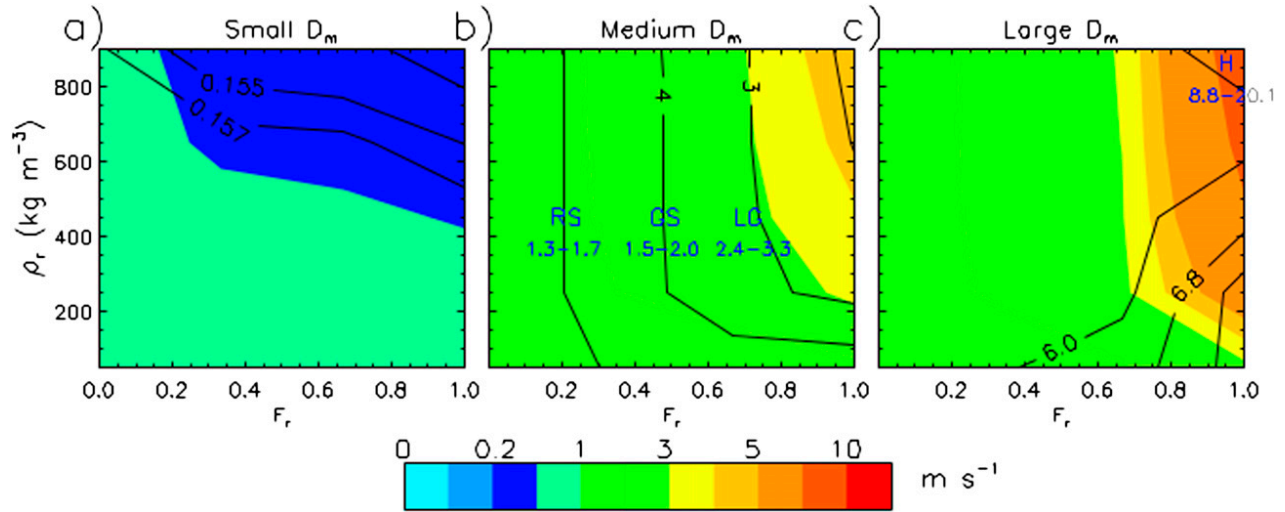 a) Small Dm b) Medium Dm c) Large Dm
ρr (kg m−3)
800
600
400
200
0.155
0.157
4
3
RS GS LG
1.3−1.7 1.5−2.0 2.4−3.3
H
8.8−20.1
6.8
6.0
0.0 0.2 0.4 0.6 0.8 1.0 0.2 0.4 0.6 0.8 1.0 0.2 0.4 0.6 0.8 1.0
Fr Fr Fr
0 0.2 1 3 5 10
m s−1